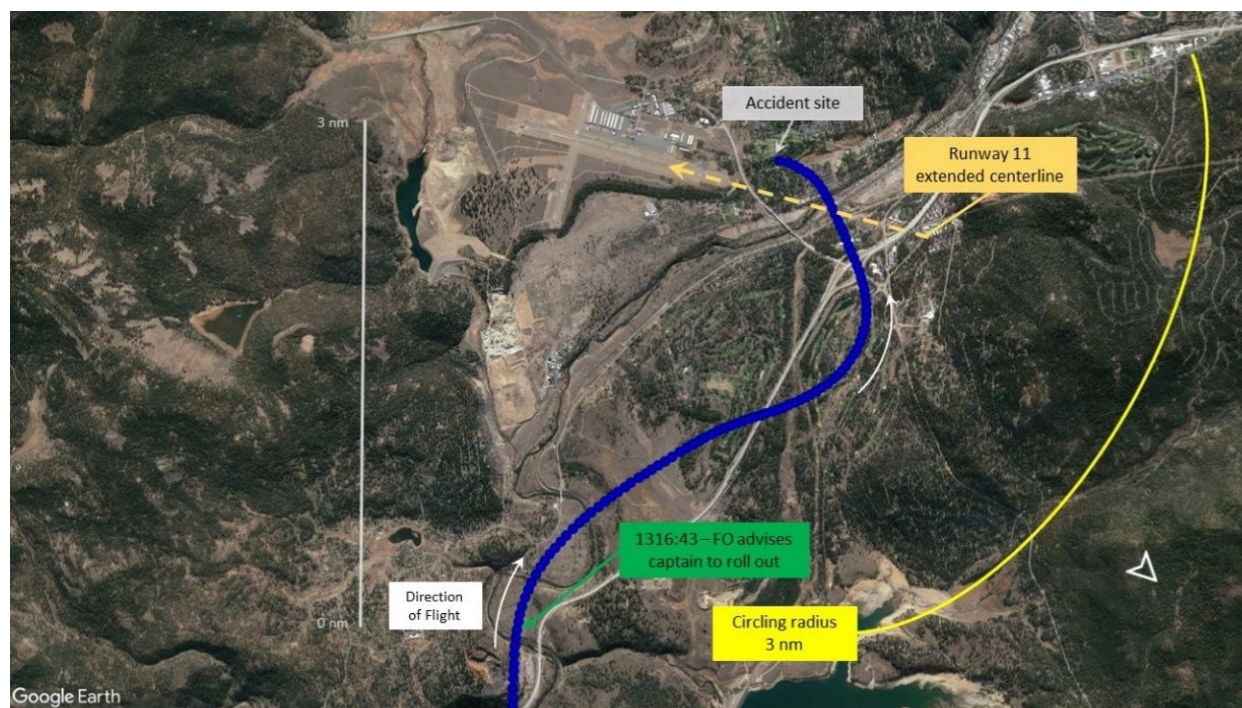 3 nm
Accident site
Runway 11
extended centerline
1316:43 – FO advises
captain to roll out
Direction
of Flight
0 nm
Circling radius
3 nm
Google Earth